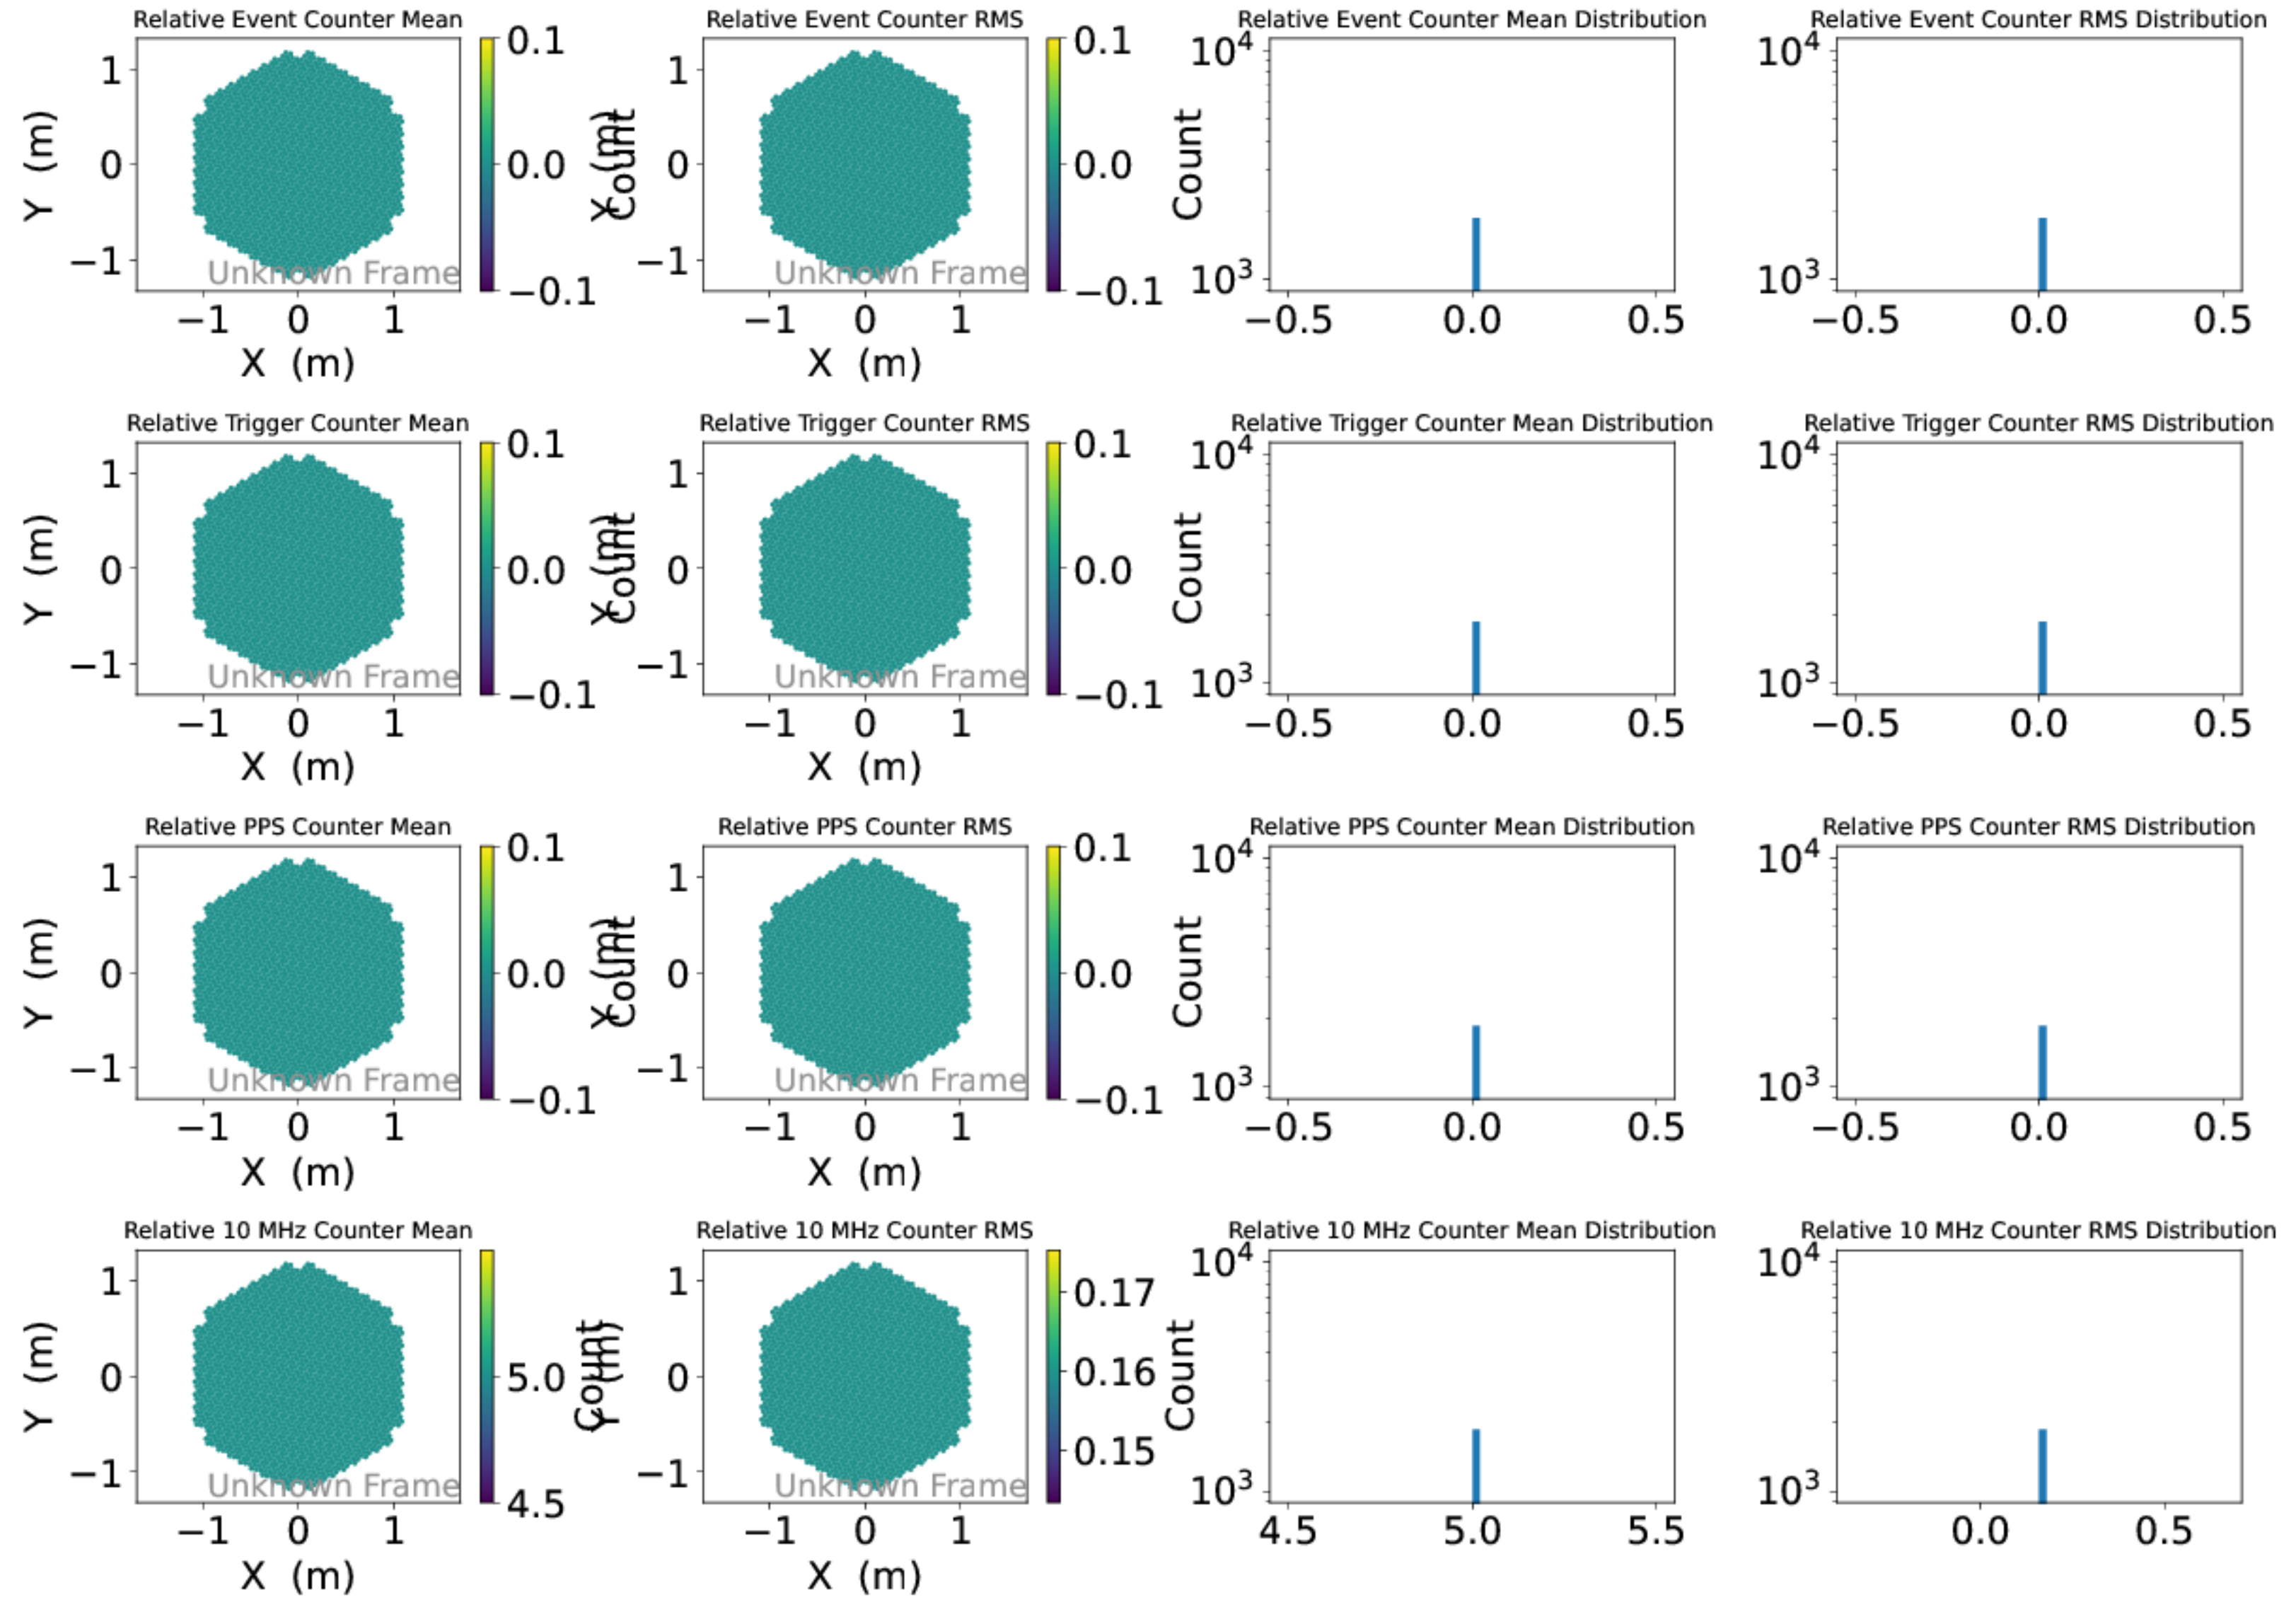 Relative Event Counter Mean
Relative Event Counter RMS
Relative Event Counter Mean Distribution
Relative Event Counter RMS Distribution
Y (m)
1
0
−1
Unknown Frame
−1 0 1
X (m)
0.1
0.0
−0.1
Count
Y (m)
1
0
−1
Unknown Frame
−1 0 1
X (m)
0.1
0.0
−0.1
Count
10⁴
10³
−0.5 0.0 0.5
10⁴
10³
−0.5 0.0 0.5
Relative Trigger Counter Mean
Relative Trigger Counter RMS
Relative Trigger Counter Mean Distribution
Relative Trigger Counter RMS Distribution
Y (m)
1
0
−1
Unknown Frame
−1 0 1
X (m)
0.1
0.0
−0.1
Count
Y (m)
1
0
−1
Unknown Frame
−1 0 1
X (m)
0.1
0.0
−0.1
Count
10⁴
10³
−0.5 0.0 0.5
10⁴
10³
−0.5 0.0 0.5
Relative PPS Counter Mean
Relative PPS Counter RMS
Relative PPS Counter Mean Distribution
Relative PPS Counter RMS Distribution
Y (m)
1
0
−1
Unknown Frame
−1 0 1
X (m)
0.1
0.0
−0.1
Count
Y (m)
1
0
−1
Unknown Frame
−1 0 1
X (m)
0.1
0.0
−0.1
Count
10⁴
10³
−0.5 0.0 0.5
10⁴
10³
−0.5 0.0 0.5
Relative 10 MHz Counter Mean
Relative 10 MHz Counter RMS
Relative 10 MHz Counter Mean Distribution
Relative 10 MHz Counter RMS Distribution
Y (m)
1
0
−1
Unknown Frame
−1 0 1
X (m)
5.0
4.5
Count
Y (m)
1
0
−1
Unknown Frame
−1 0 1
X (m)
0.17
0.16
0.15
Count
10⁴
10³
4.5 5.0 5.5
10⁴
10³
0.0 0.5